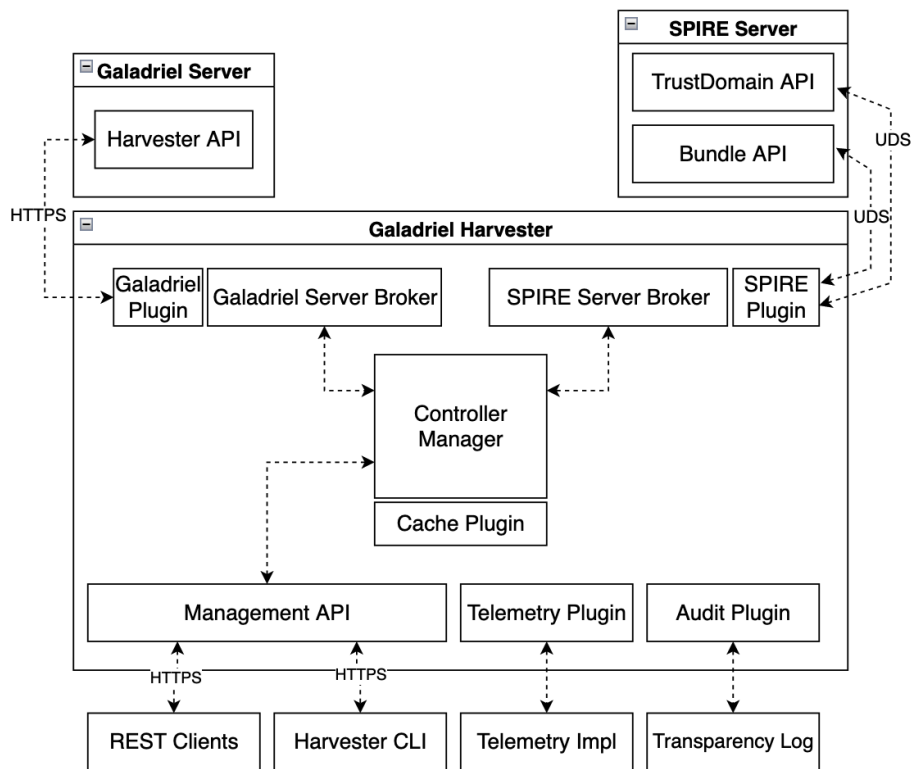 SPIRE Server
Galadriel Server
TrustDomain API
Harvester API
Bundle API
UDS
HTTPS
UDS
Galadriel Harvester
Galadriel
Plugin
Galadriel Server Broker
SPIRE Server Broker
SPIRE
Plugin
Controller
Manager
Cache Plugin
Management API
Telemetry Plugin
Audit Plugin
HTTPS
HTTPS
REST Clients
Harvester CLI
Telemetry Impl
Transparency Log